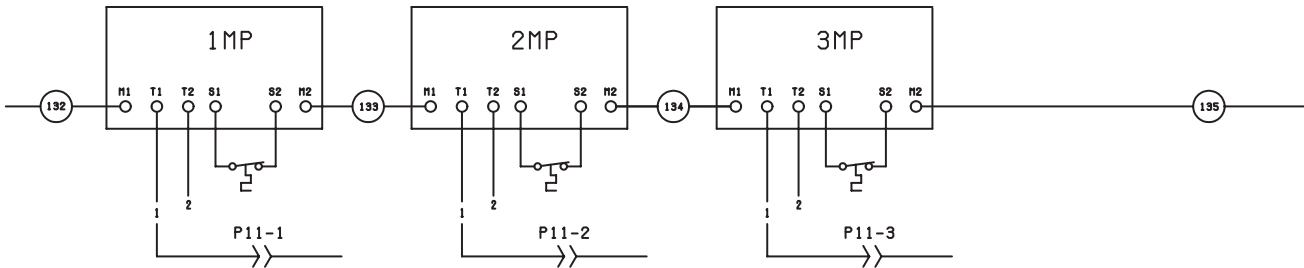 1MP 2MP 3MP
M1 T1 T2 S1 S2 M2 M1 T1 T2 S1 S2 M2 M1 T1 T2 S1 S2 M2
132 133 134 135
2 2 2
1 1 1
P11-1 P11-2 P11-3